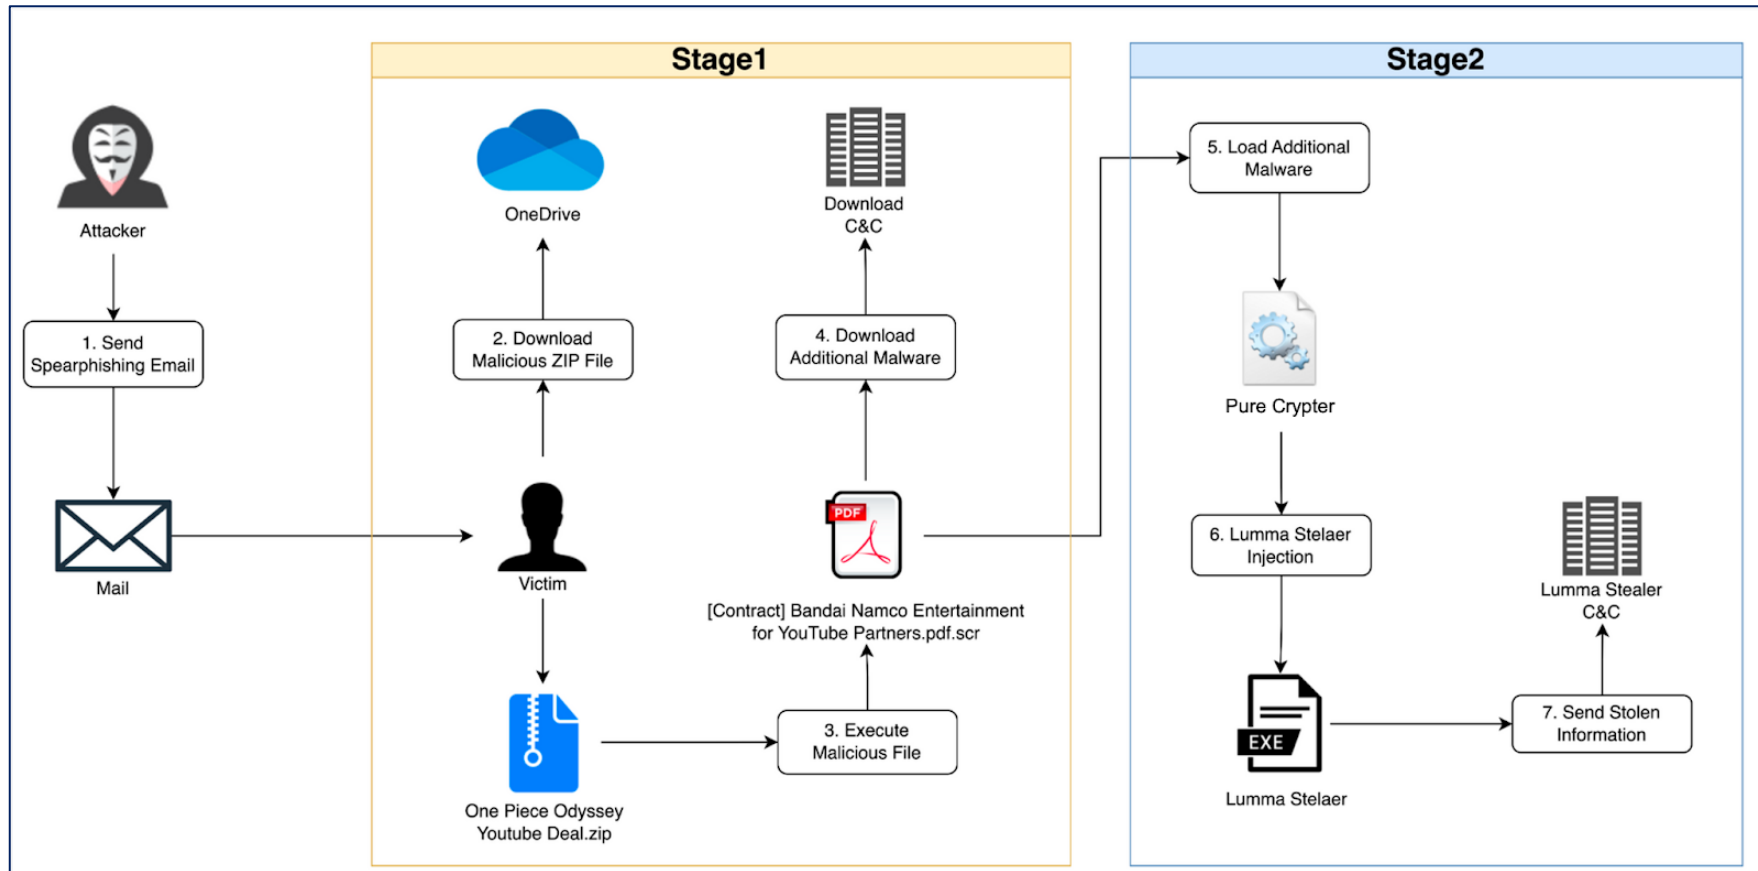 Stage1
Stage2
Attacker
1. Send
Spearphishing Email
Mail
OneDrive
2. Download
Malicious ZIP File
Victim
One Piece Odyssey
Youtube Deal.zip
3. Execute
Malicious File
PDF
[Contract] Bandai Namco Entertainment
for YouTube Partners.pdf.scr
4. Download
Additional Malware
Download
C&C
5. Load Additional
Malware
Pure Crypter
6. Lumma Stelaer
Injection
EXE
Lumma Stelaer
7. Send Stolen
Information
Lumma Stealer
C&C